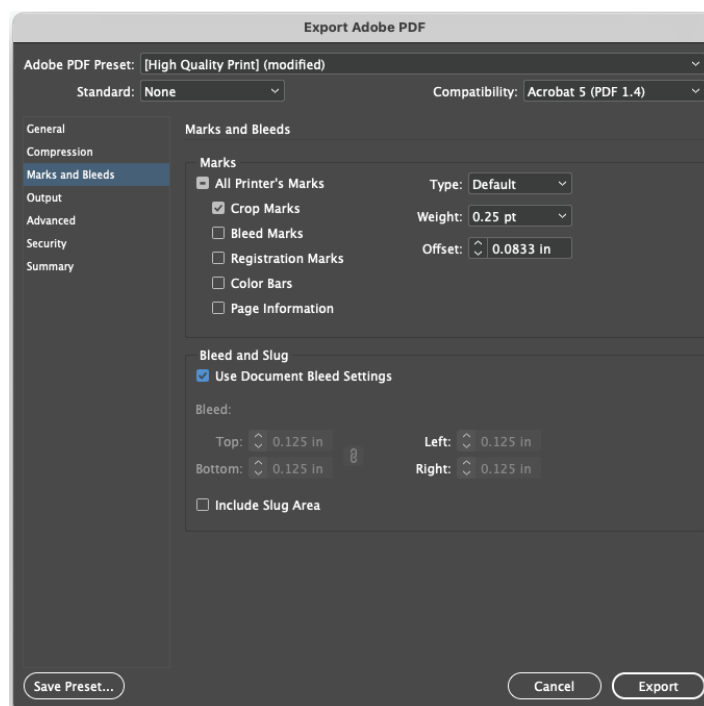 Export Adobe PDF
Adobe PDF Preset: [High Quality Print] (modified)
Standard: None Compatibility: Acrobat 5 (PDF 1.4)
General
Compression
Marks and Bleeds
Output
Advanced
Security
Summary
Marks and Bleeds
Marks
All Printer's Marks
Crop Marks
Bleed Marks
Registration Marks
Color Bars
Page Information
Type: Default
Weight: 0.25 pt
Offset: 0.0833 in
Bleed and Slug
Use Document Bleed Settings
Bleed:
Top: 0.125 in Left: 0.125 in
Bottom: 0.125 in Right: 0.125 in
Include Slug Area
Save Preset... Cancel Export